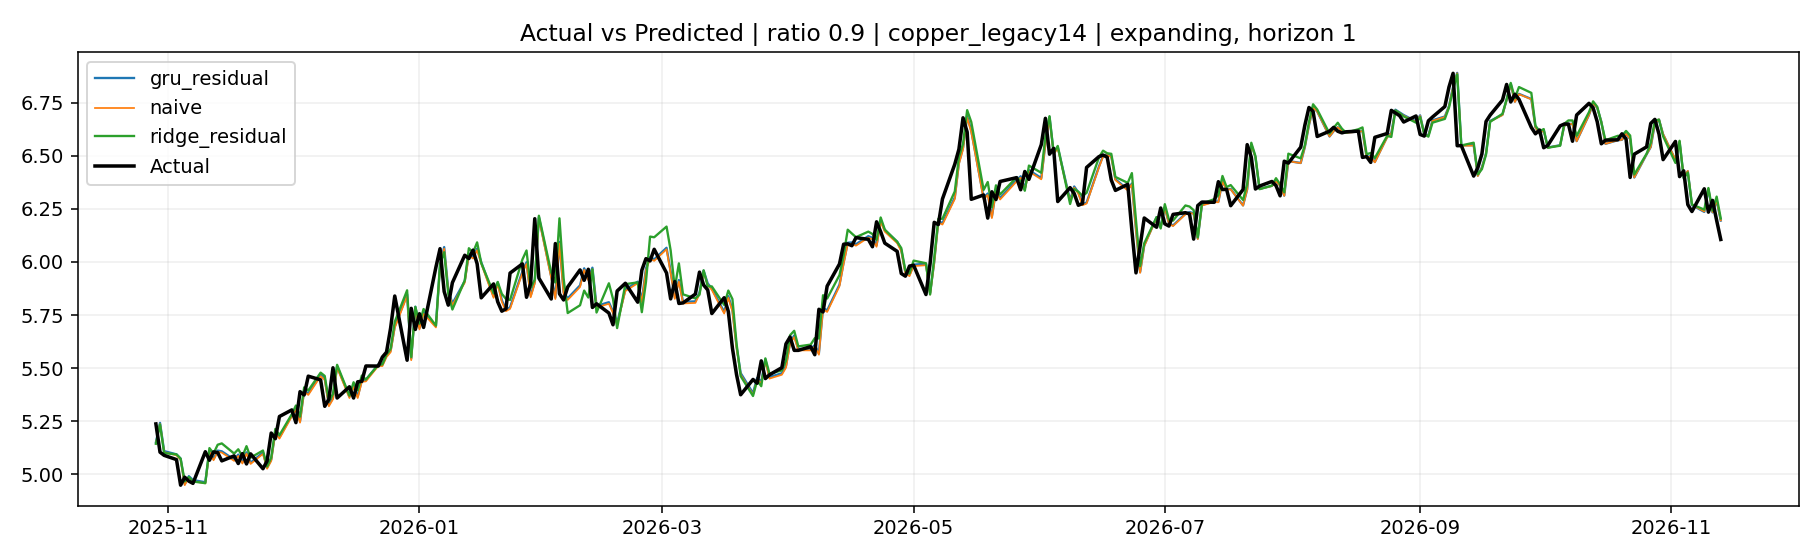 Actual vs Predicted | ratio 0.9 | copper_legacy14 | expanding, horizon 1
gru_residual
naive
ridge_residual
Actual
6.75
6.50
6.25
6.00
5.75
5.50
5.25
5.00
2025-11 2026-01 2026-03 2026-05 2026-07 2026-09 2026-11